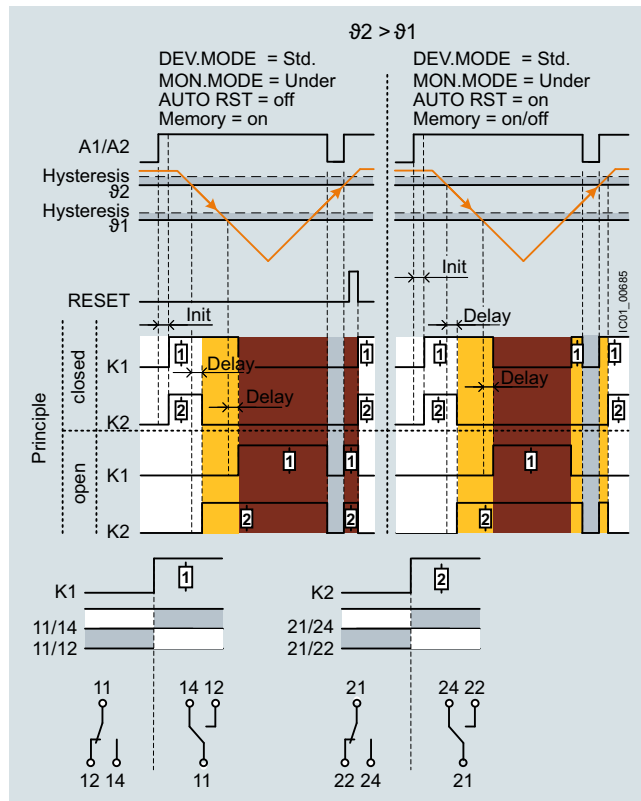 ϑ2 > ϑ1
DEV.MODE = Std.
MON.MODE = Under
AUTO RST = off
Memory = on
DEV.MODE = Std.
MON.MODE = Under
AUTO RST = on
Memory = on/off
A1/A2
Hysteresis
ϑ2
Hysteresis
ϑ1
Init
RESET
Init
Delay
IC01_00685
Principle
closed
K1
1
Delay
1
1
1
1
K2
2
Delay
2
2
Delay
2
open
K1
1
1
1
K2
2
2
2
K1
1
K2
2
11/14
11/12
21/24
21/22
11
14 12
21
24 22
12 14
11
22 24
21